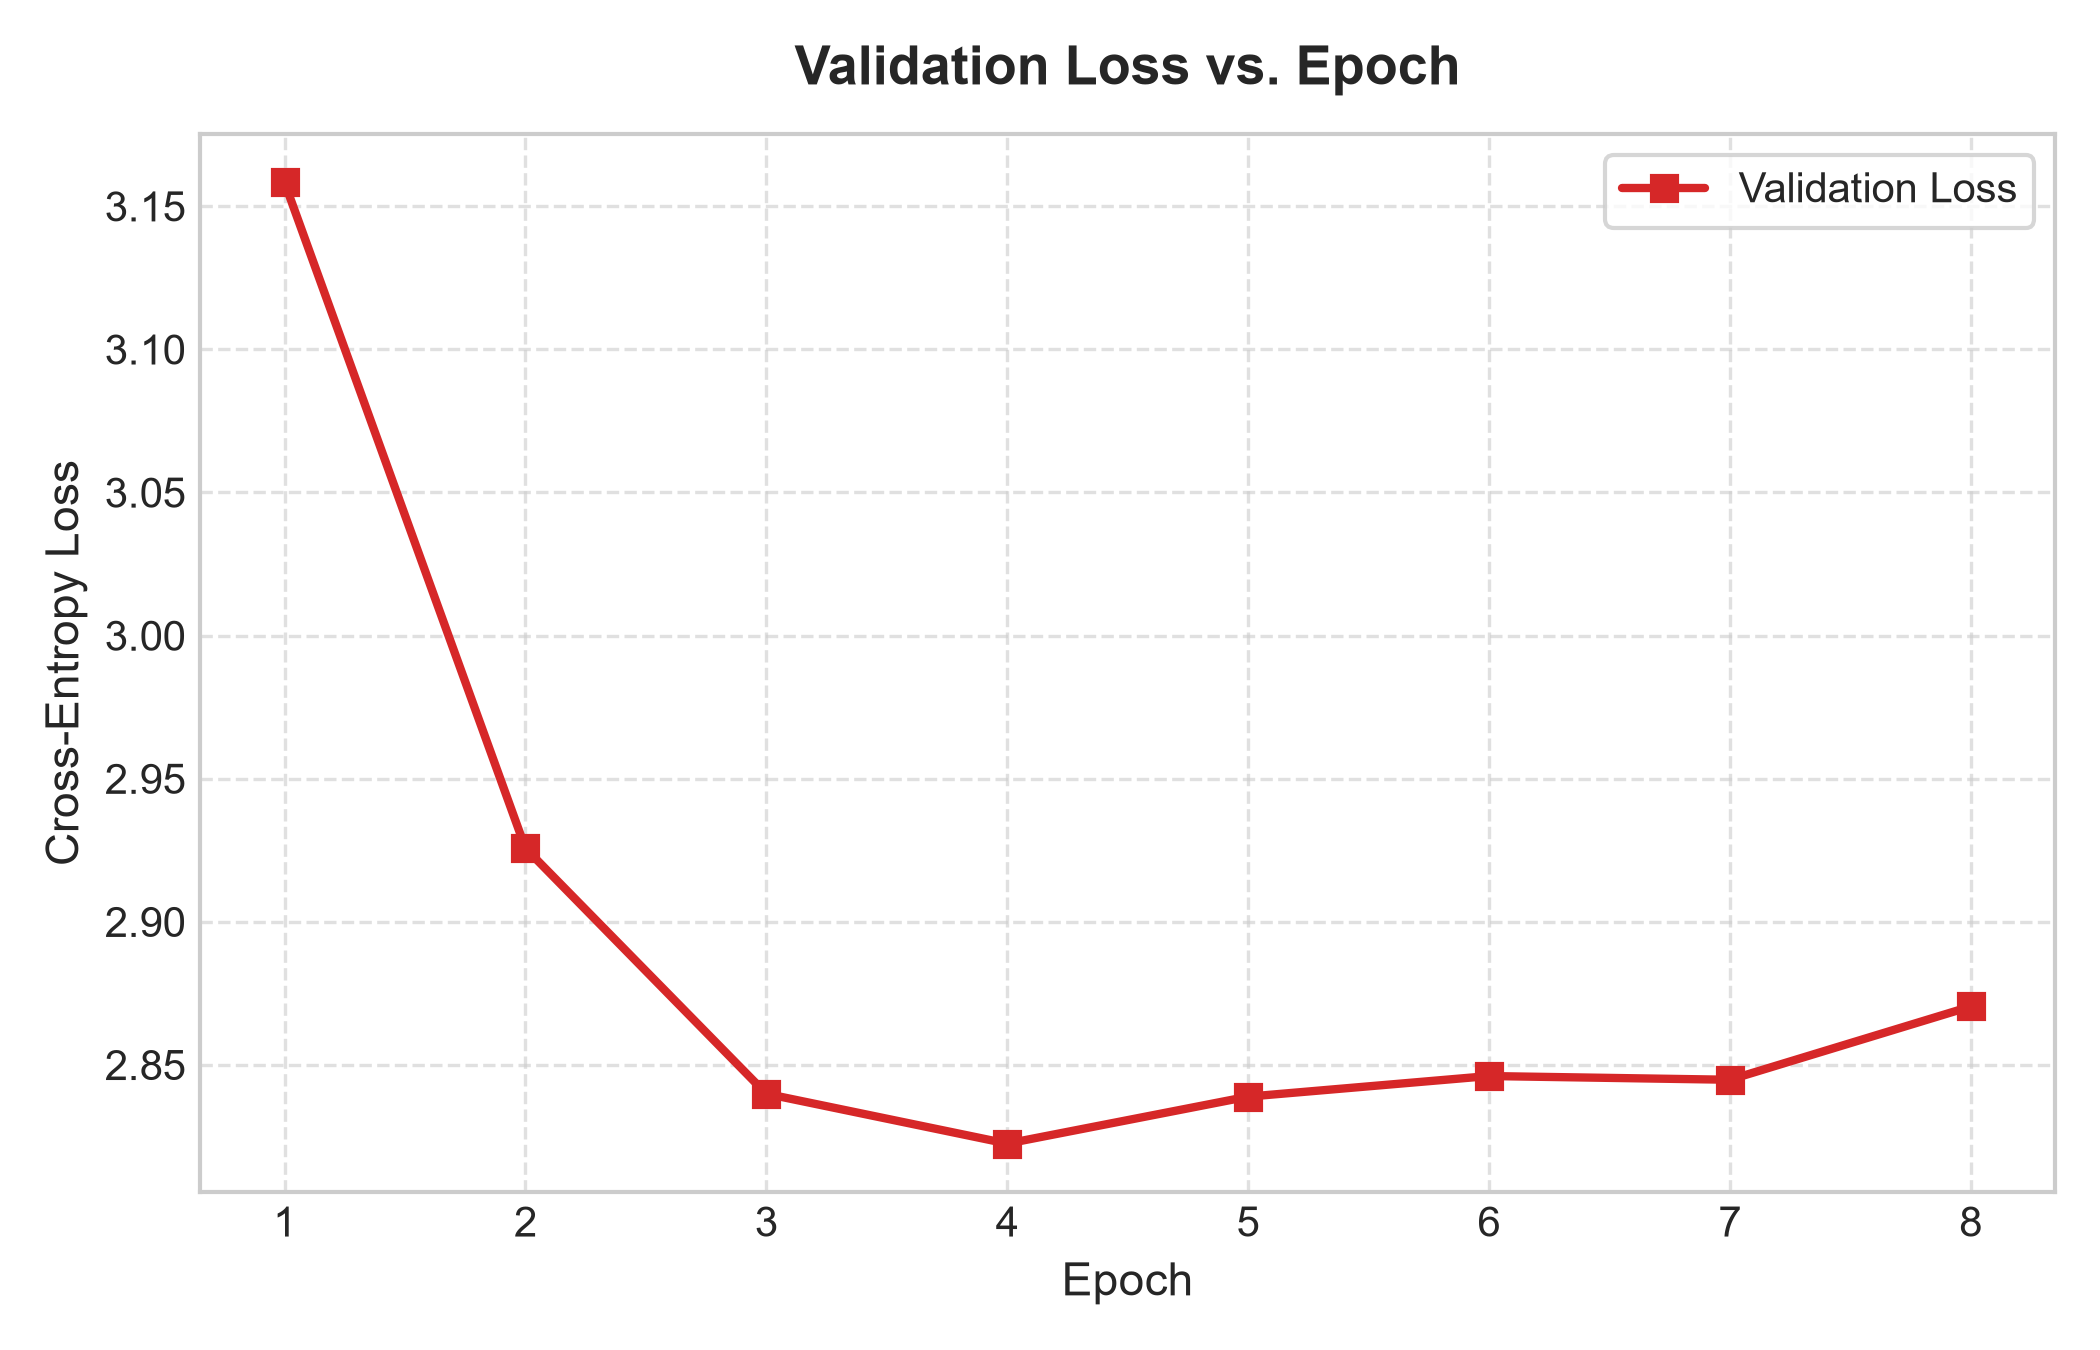 Validation Loss vs. Epoch
Validation Loss
Cross-Entropy Loss
3.15
3.10
3.05
3.00
2.95
2.90
2.85
1 2 3 4 5 6 7 8
Epoch